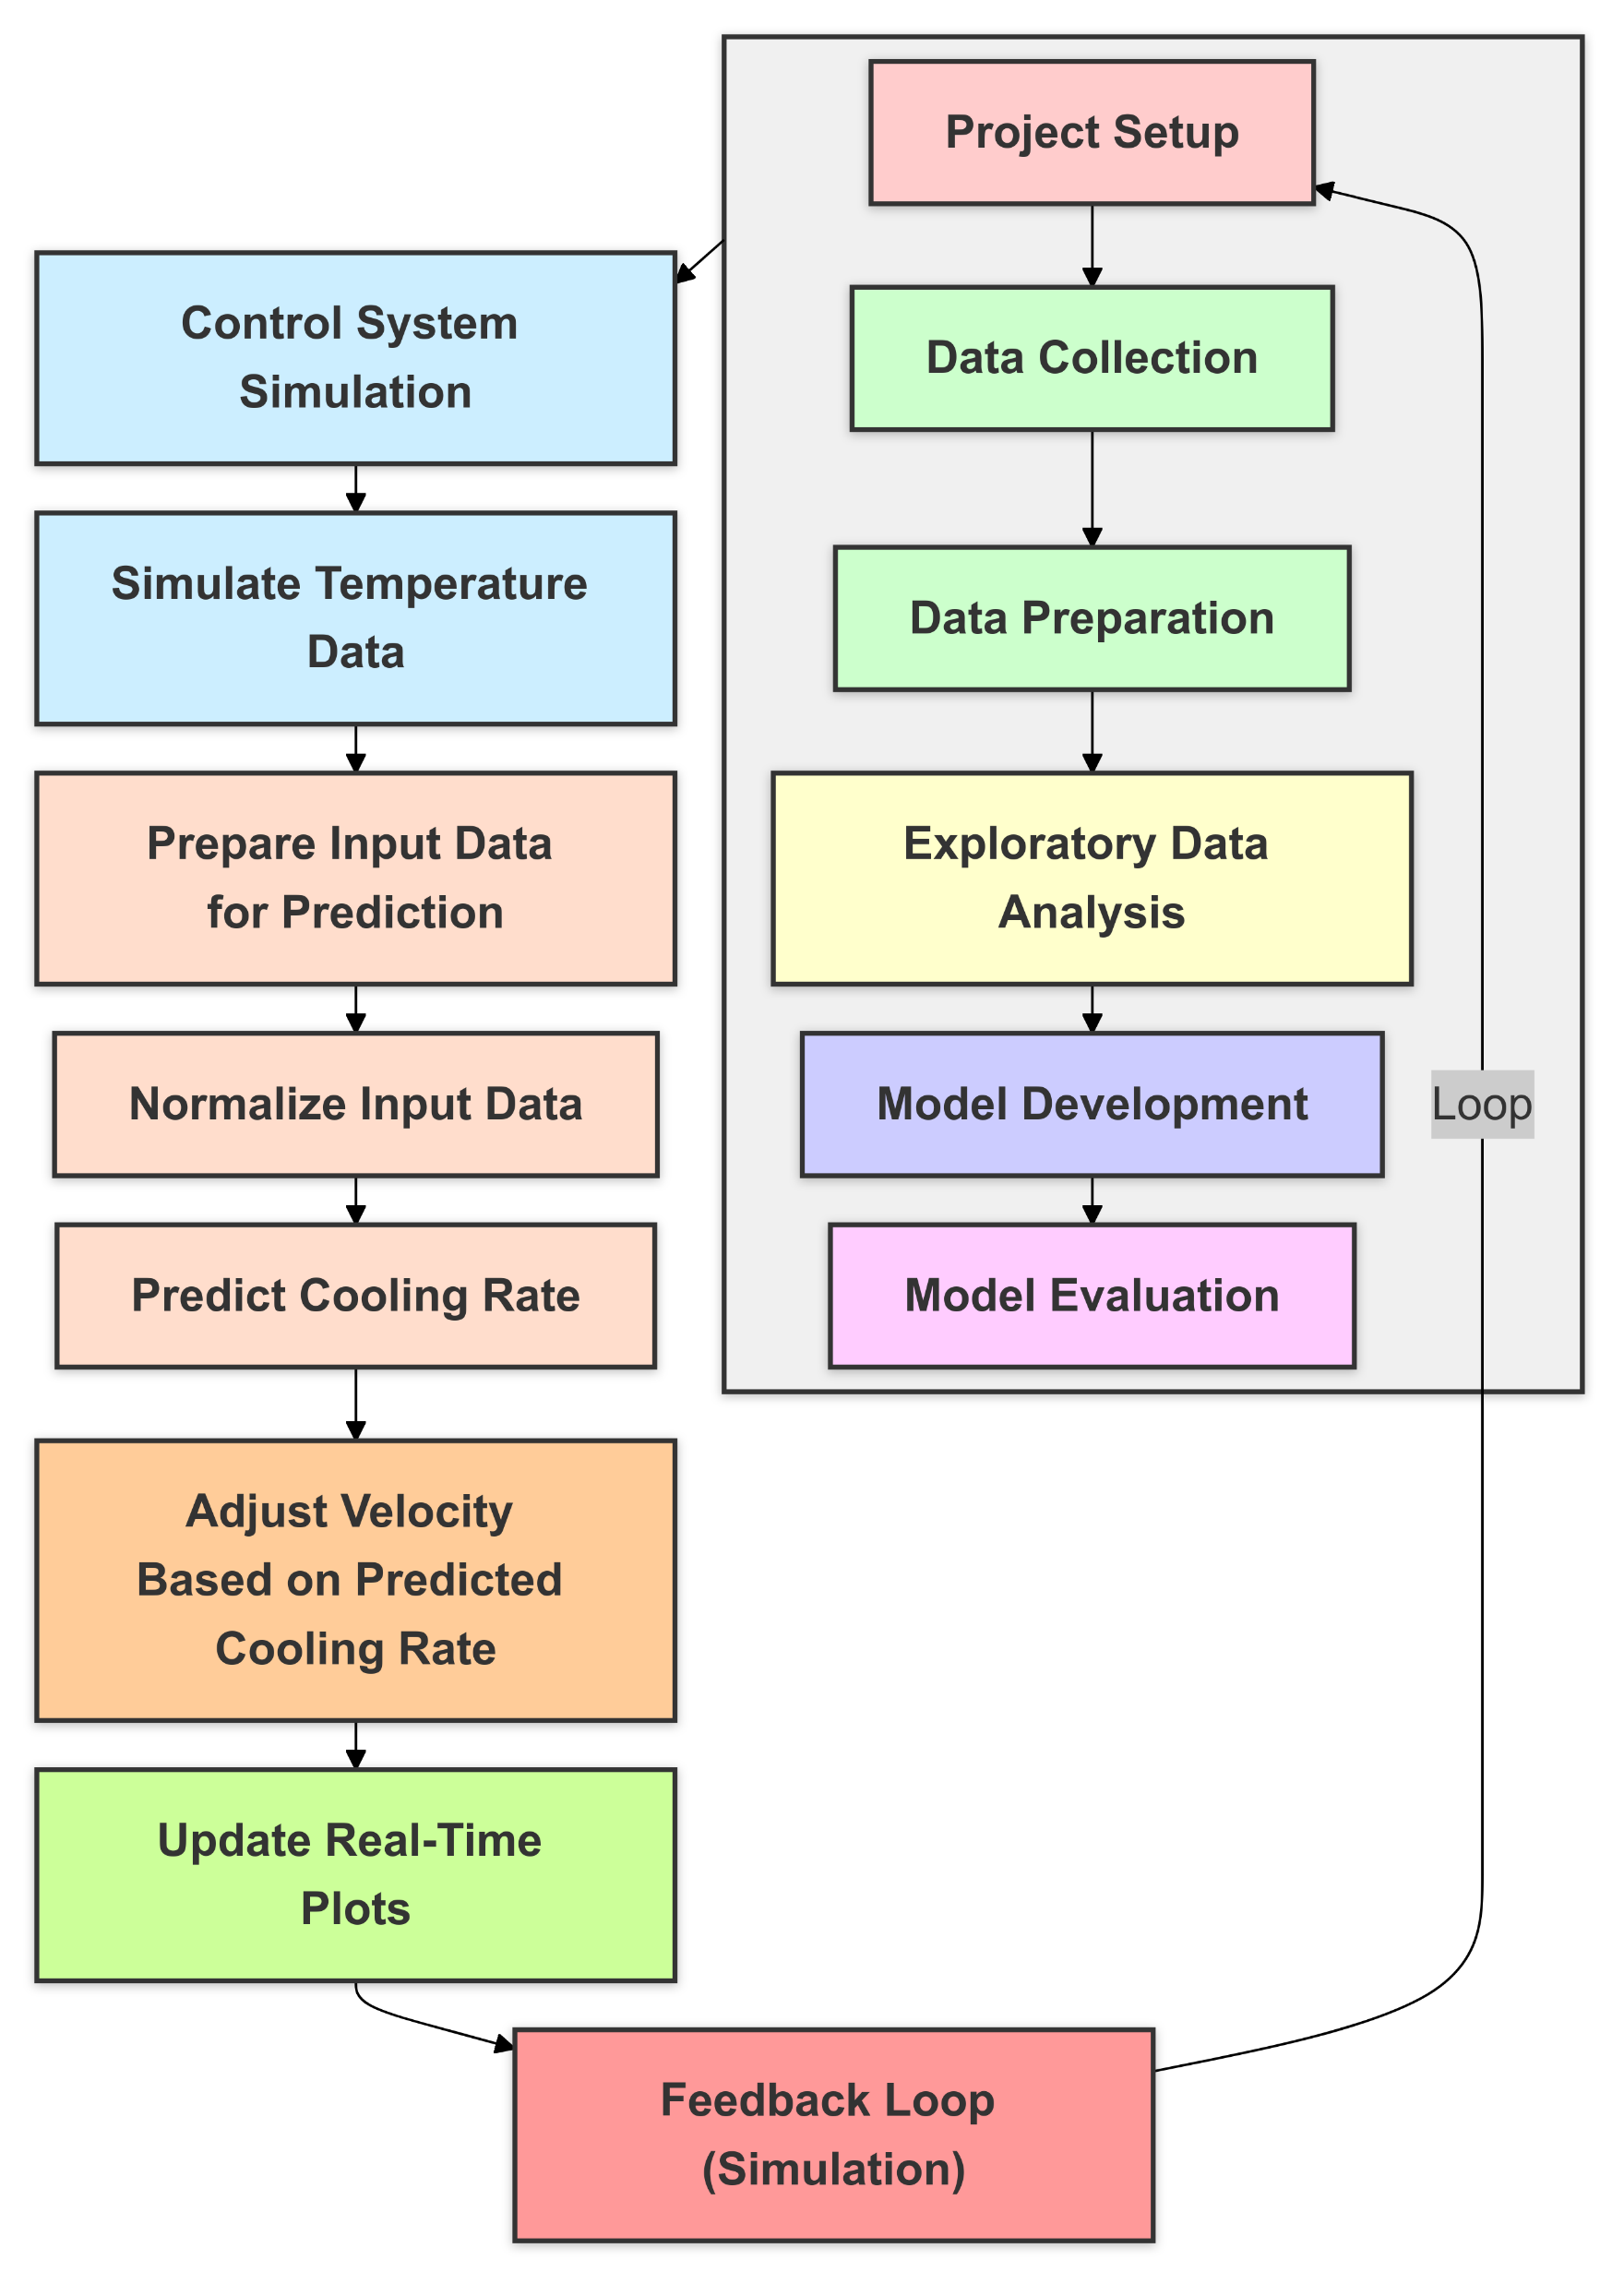 Project Setup
Data Collection
Data Preparation
Exploratory Data
Analysis
Model Development
Model Evaluation
Loop
Control System
Simulation
Simulate Temperature
Data
Prepare Input Data
for Prediction
Normalize Input Data
Predict Cooling Rate
Adjust Velocity
Based on Predicted
Cooling Rate
Update Real-Time
Plots
Feedback Loop
(Simulation)